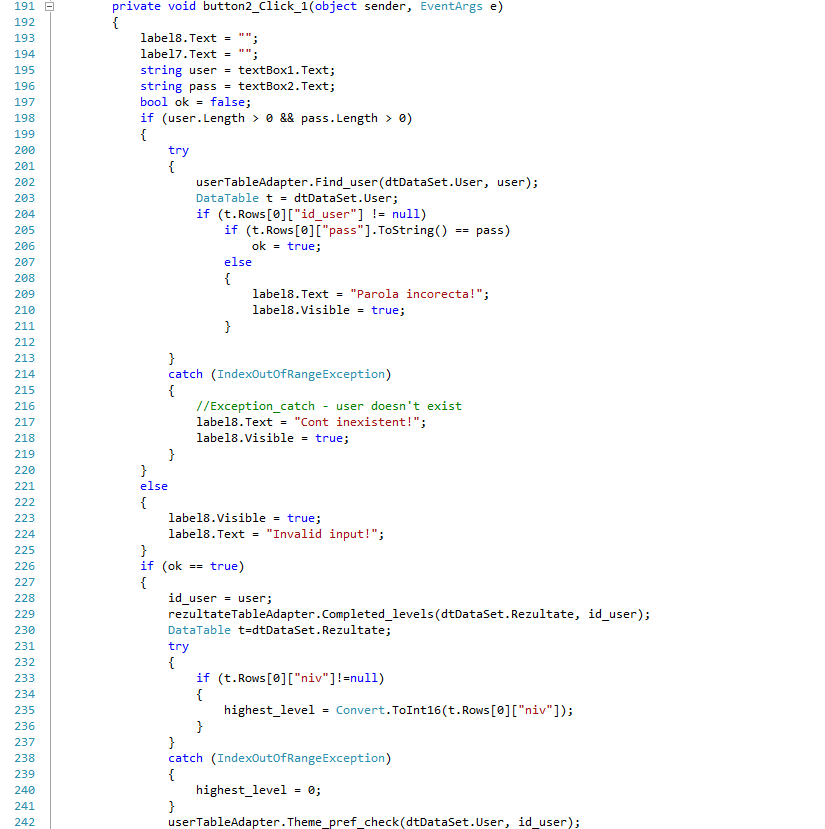 191 private void button2_Click_1(object sender, EventArgs e)
192 {
193 label8.Text = "";
194 label7.Text = "";
195 string user = textBox1.Text;
196 string pass = textBox2.Text;
197 bool ok = false;
198 if (user.Length > 0 && pass.Length > 0)
199 {
200 try
201 {
202 userTableAdapter.Find_user(dtDataSet.User, user);
203 DataTable t = dtDataSet.User;
204 if (t.Rows[0]["id_user"] != null)
205 if (t.Rows[0]["pass"].ToString() == pass)
206 ok = true;
207 else
208 {
209 label8.Text = "Parola incorecta!";
210 label8.Visible = true;
211 }
212
213 }
214 catch (IndexOutOfRangeException)
215 {
216 //Exception_catch - user doesn't exist
217 label8.Text = "Cont inexistent!";
218 label8.Visible = true;
219 }
220 }
221 else
222 {
223 label8.Visible = true;
224 label8.Text = "Invalid input!";
225 }
226 if (ok == true)
227 {
228 id_user = user;
229 rezultateTableAdapter.Completed_levels(dtDataSet.Rezultate, id_user);
230 DataTable t=dtDataSet.Rezultate;
231 try
232 {
233 if (t.Rows[0]["niv"]!=null)
234 {
235 highest_level = Convert.ToInt16(t.Rows[0]["niv"]);
236 }
237 }
238 catch (IndexOutOfRangeException)
239 {
240 highest_level = 0;
241 }
242 userTableAdapter.Theme_pref_check(dtDataSet.User, id_user);